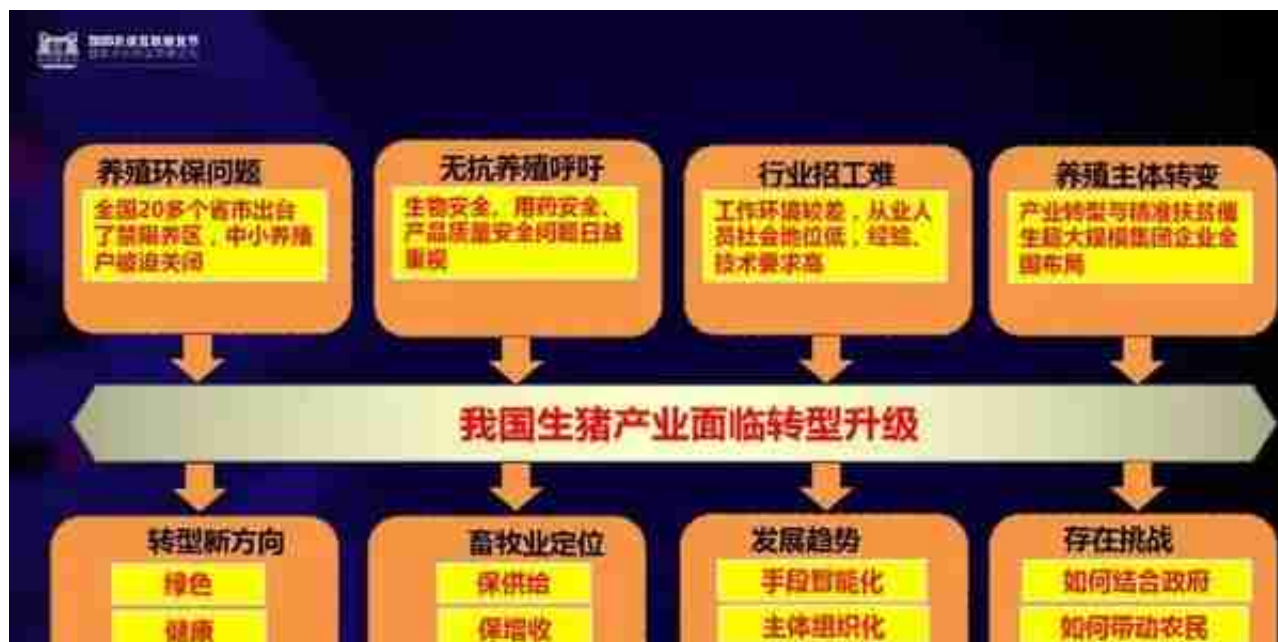 养殖环保问题
全国20多个省市出台
了禁限养区，中小养殖
户被迫关闭
无抗养殖呼吁
生物安全、用药安全、
产品质量安全问题日益
重视
行业招工难
工作环境较差，从业人
员社会地位低，经验、
技术要求高
养殖主体转变
产业转型与精准扶贫催
生超大规模集团企业全
国布局
我国生猪产业面临转型升级
转型新方向
绿色
健康
畜牧业定位
保供给
保增收
发展趋势
手段智能化
主体组织化
存在挑战
如何结合政府
如何带动农民